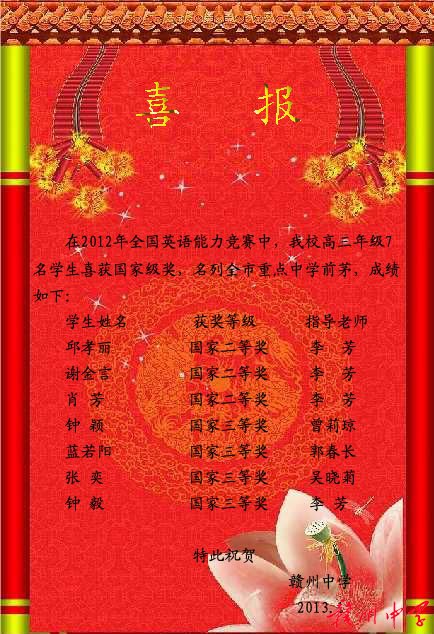 喜 报
在2012年全国英语能力竞赛中，我校高三年级7
名学生喜获国家级奖，名列全市重点中学前茅，成绩
如下：
学生姓名 获奖等级 指导老师
邱孝丽 国家二等奖 李 芳
谢金言 国家二等奖 李 芳
肖 芳 国家二等奖 李 芳
钟 颖 国家三等奖 曾莉琼
蓝若阳 国家三等奖 郭春长
张 奕 国家三等奖 吴晓菊
钟 毅 国家三等奖 李 芳
特此祝贺
赣州中学
2013.
赣州中学